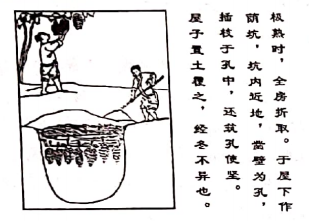 极熟时，全房折取。于屋下作
荫坑，坑内近地，凿壁为孔，
插枝于孔中，还筑孔使坚。
屋子置土覆之，经冬不异也。